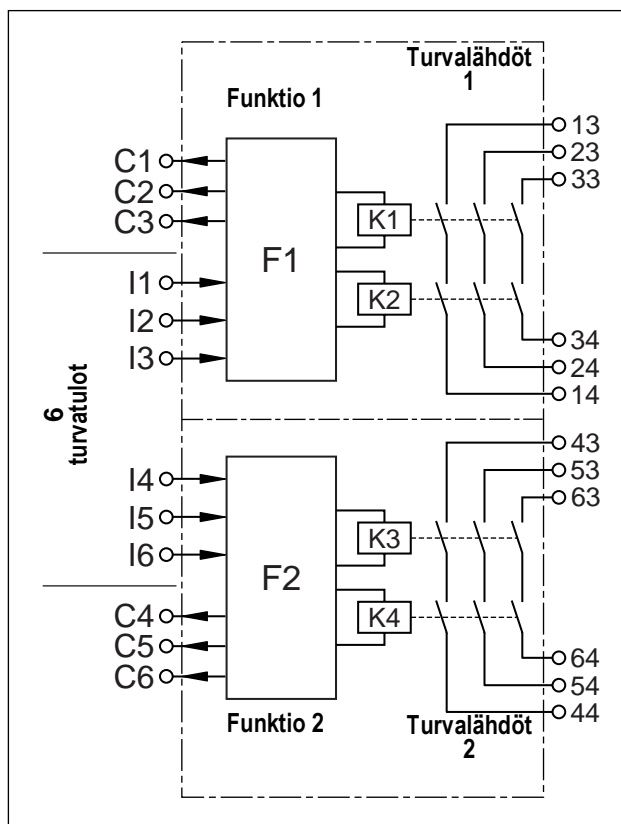 Turvalähdöt
1
Funktio 1
13
23
33
C1
C2
C3
K1
F1
I1
I2
I3
K2
34
24
14
6
turvatulot
43
53
63
I4
I5
I6
K3
F2
C4
C5
C6
K4
64
54
44
Funktio 2
Turvalähdöt
2